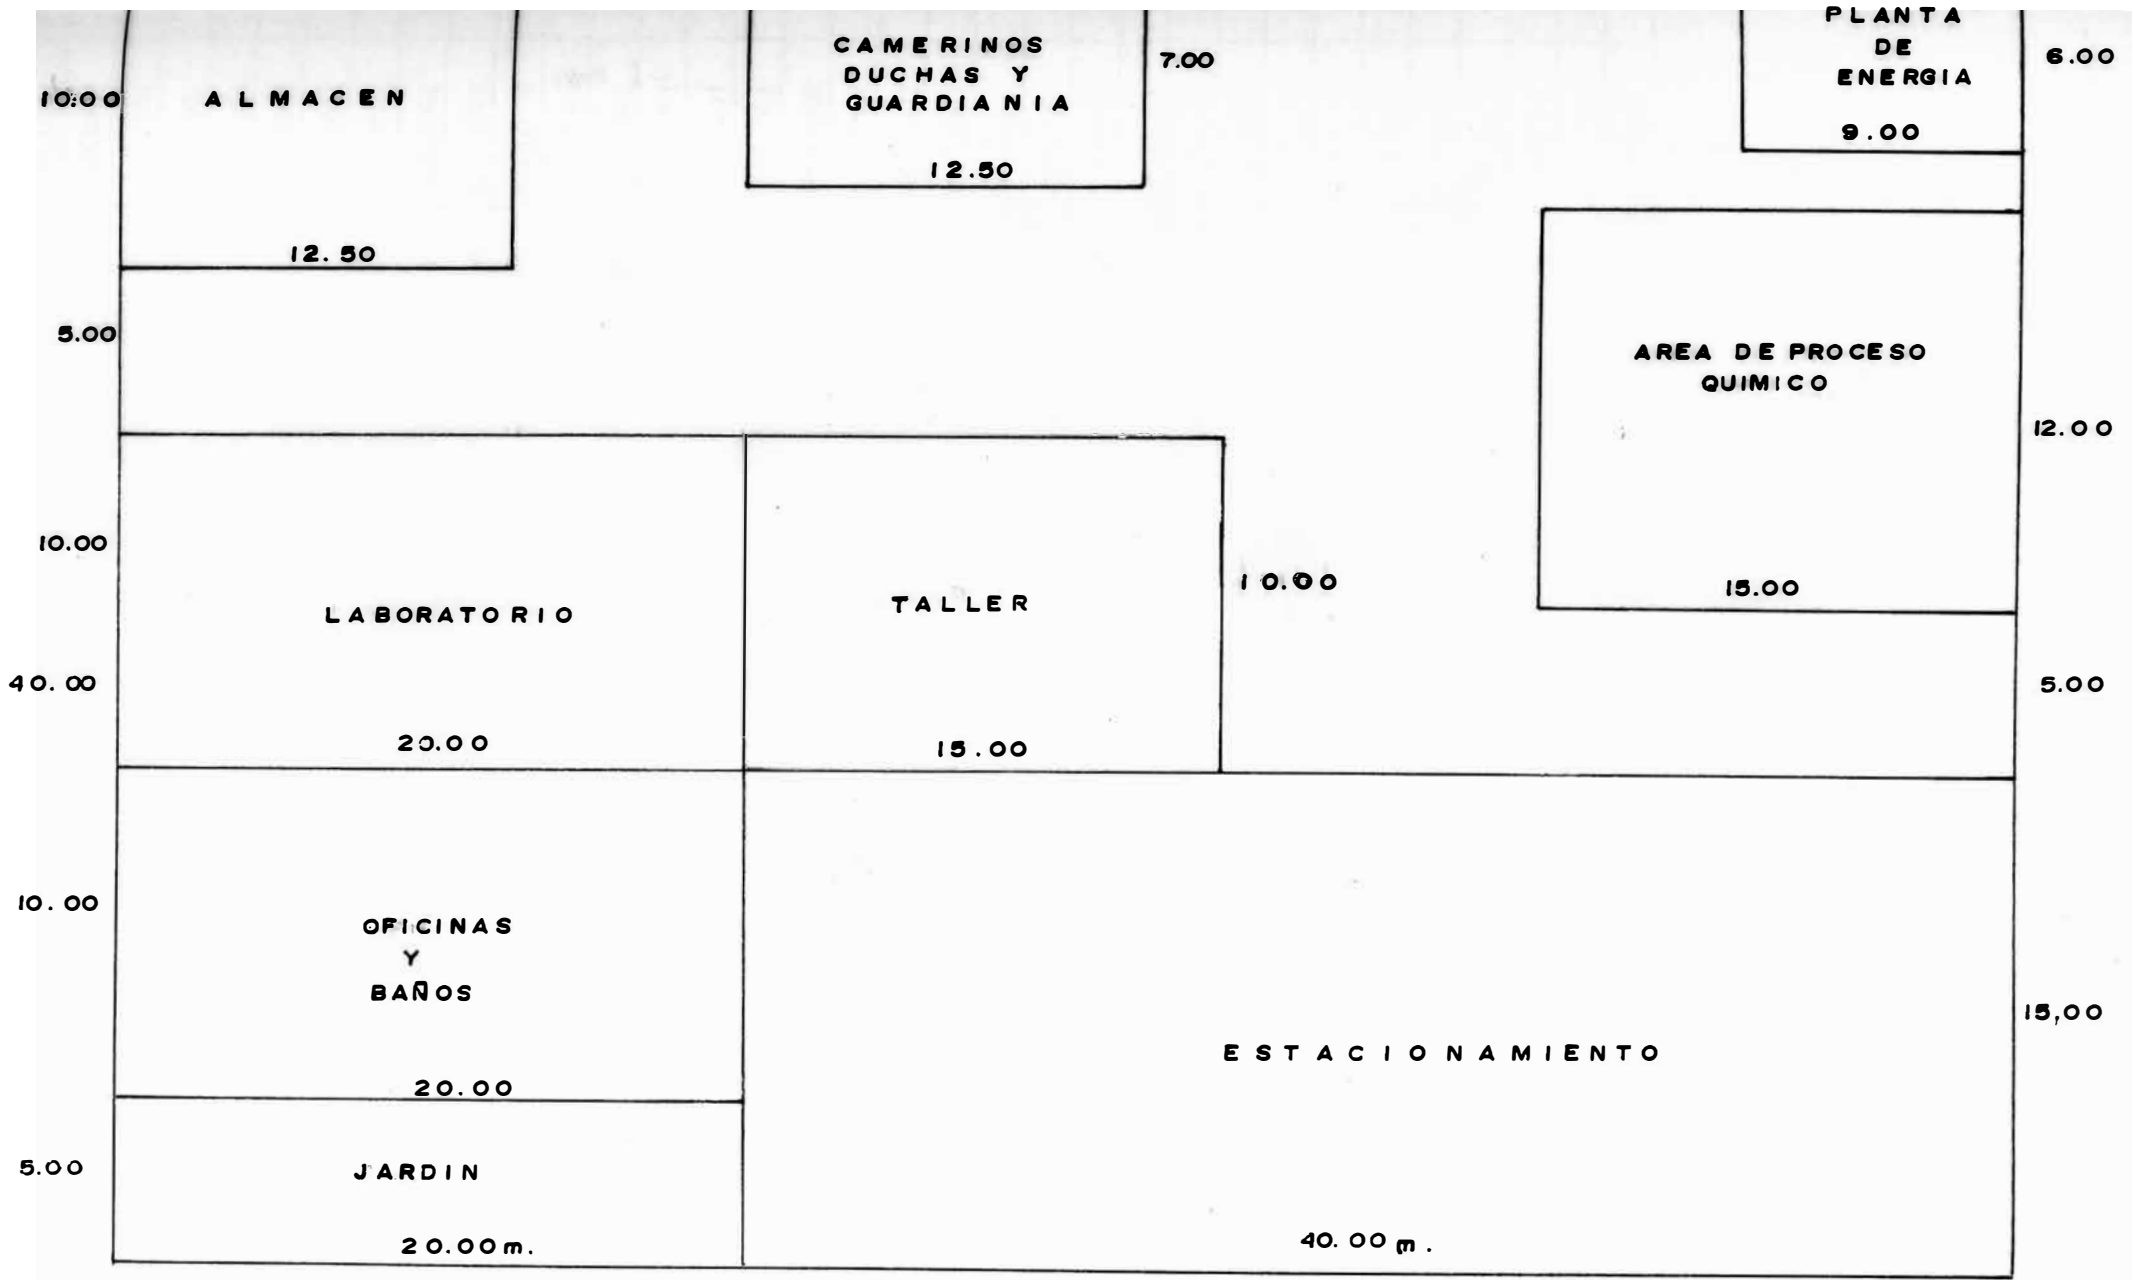 PLANTA
DE
ENERGIA
9.00
6.00
CAMERINOS
DUCHAS Y
GUARDIANIA
12.50
7.00
10.00
ALMACEN
12.50
5.00
AREA DE PROCESO
QUIMICO
15.00
12.00
10.00
LABORATORIO
20.00
TALLER
15.00
10.00
40.00
5.00
10.00
OFICINAS
Y
BAÑOS
20.00
15,00
ESTACIONAMIENTO
5.00
JARDIN
20.00m.
40.00 m.